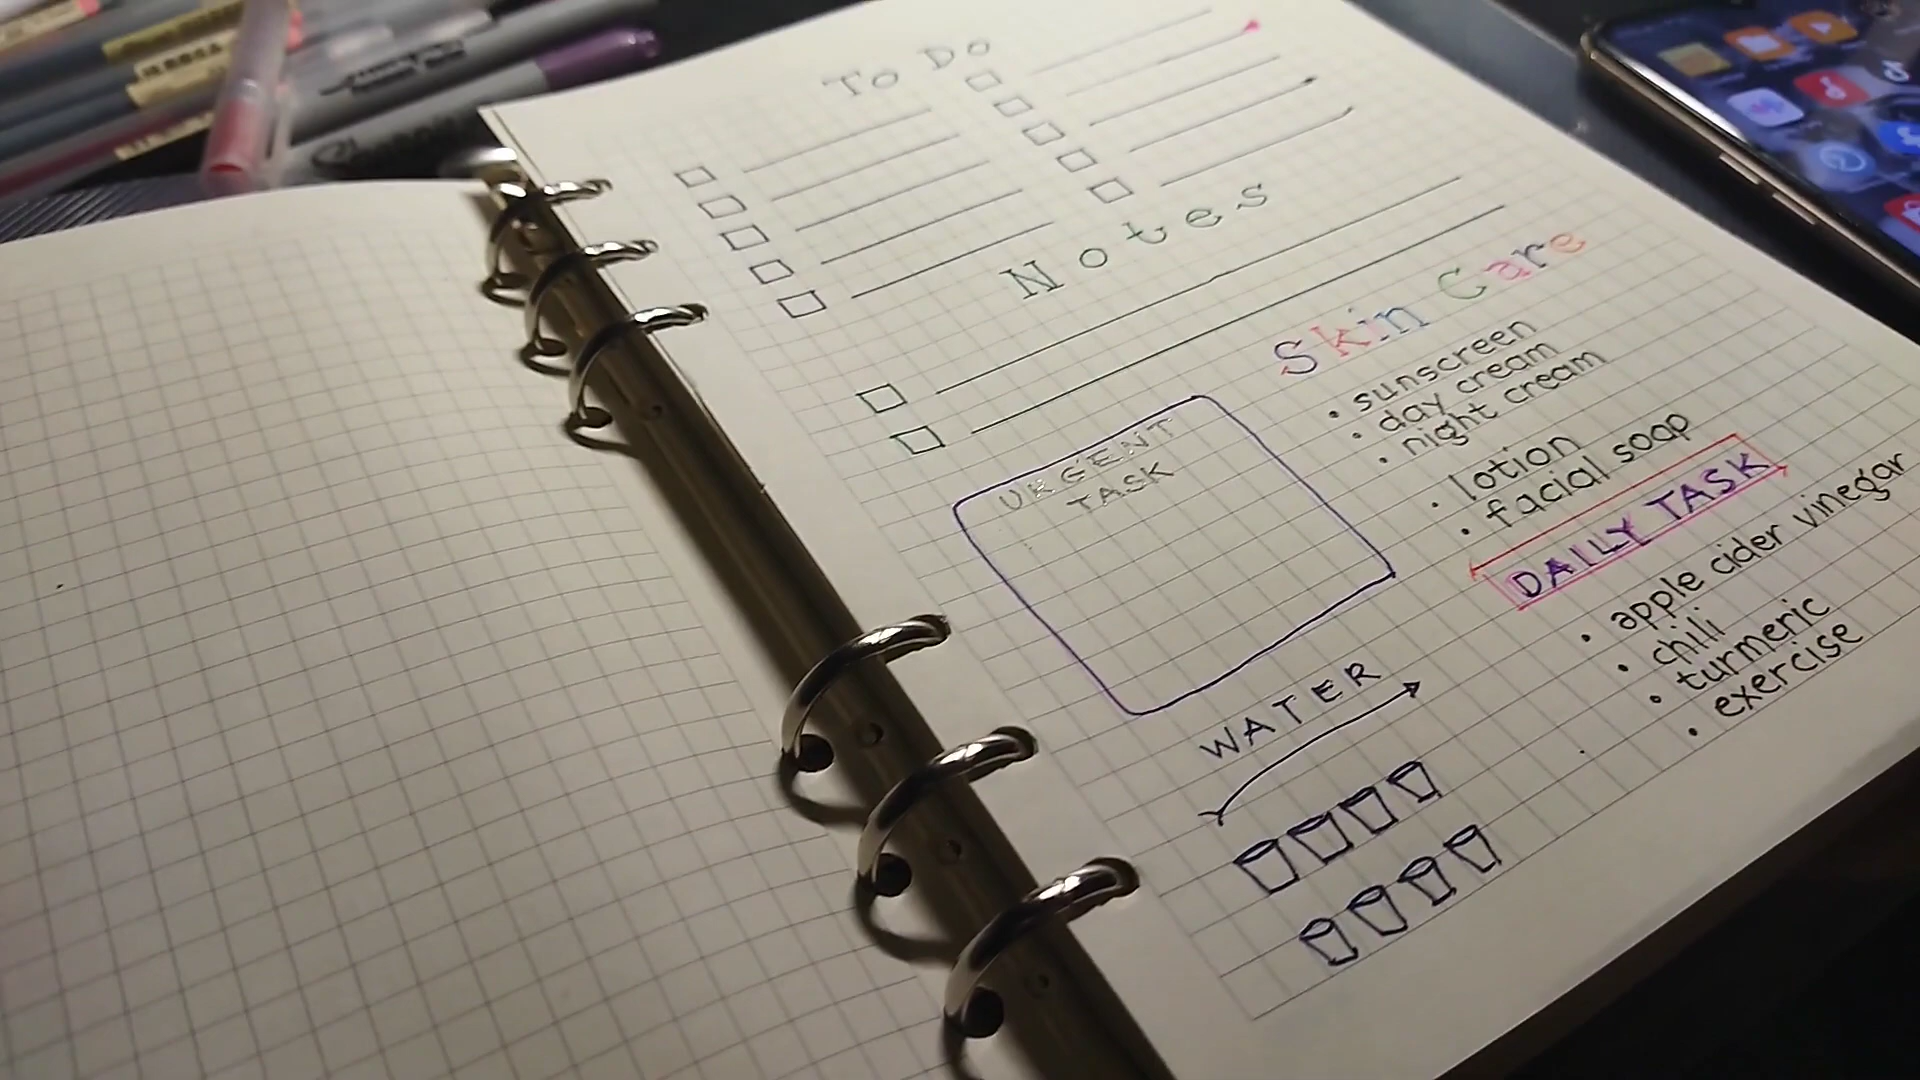 To Do
Notes
Skin Care
• sunscreen
• day cream
• night cream
• lotion
• facial soap
URGENT
TASK
DAILY TASK
• apple cider vinegar
• chilli
• turmeric
• exercise
WATER